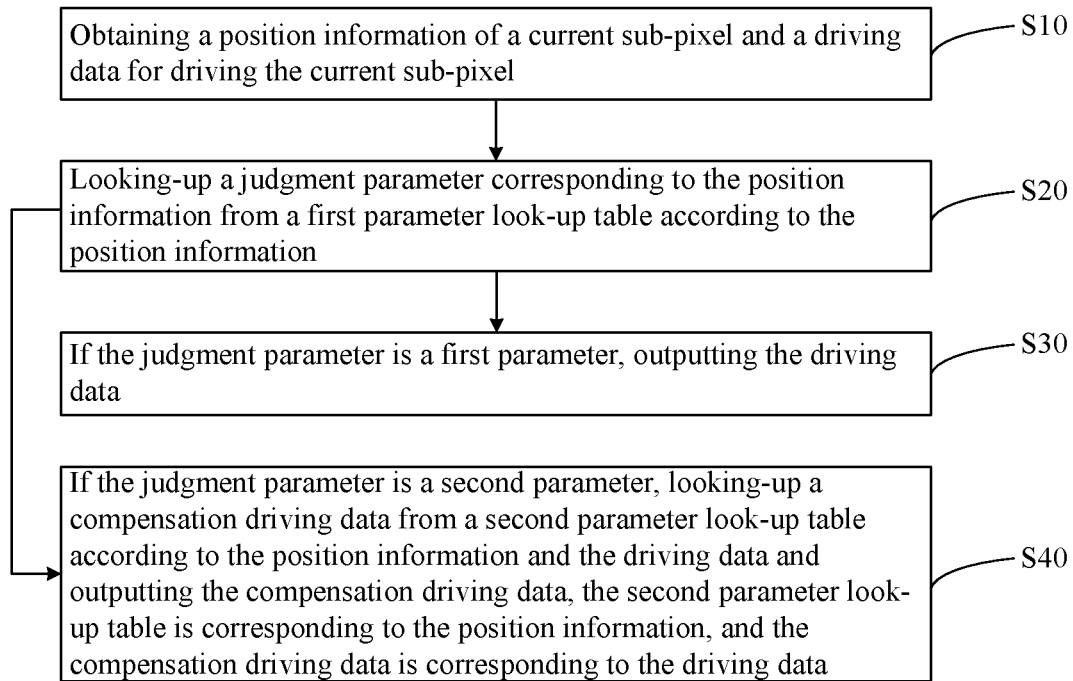 Obtaining a position information of a current sub-pixel and a driving
data for driving the current sub-pixel
S10
Looking-up a judgment parameter corresponding to the position
information from a first parameter look-up table according to the
position information
S20
If the judgment parameter is a first parameter, outputting the driving
data
S30
If the judgment parameter is a second parameter, looking-up a
compensation driving data from a second parameter look-up table
according to the position information and the driving data and
outputting the compensation driving data, the second parameter look-
up table is corresponding to the position information, and the
compensation driving data is corresponding to the driving data
S40